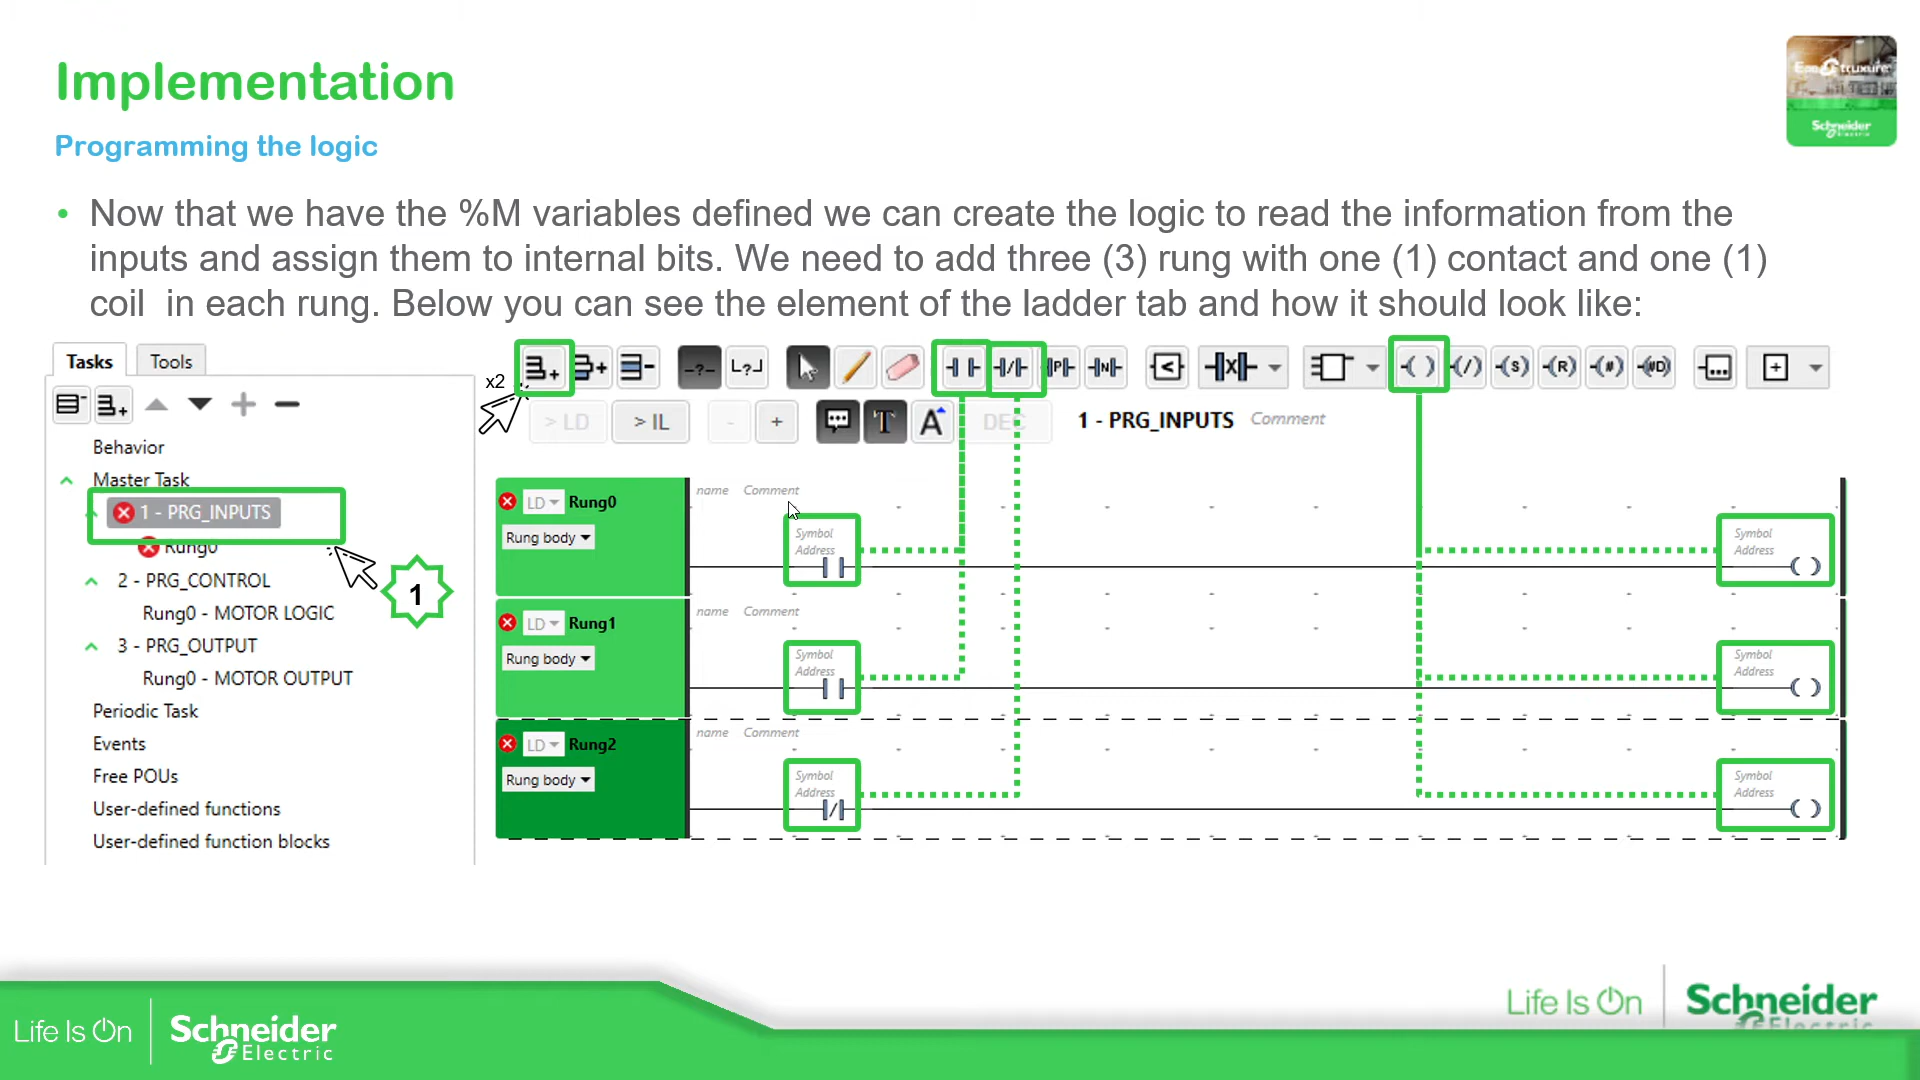 Implementation
Programming the logic
• Now that we have the %M variables defined we can create the logic to read the information from the
inputs and assign them to internal bits. We need to add three (3) rung with one (1) contact and one (1)
coil in each rung. Below you can see the element of the ladder tab and how it should look like:
Tasks Tools
Behavior
Master Task
1 - PRG_INPUTS
Rung0
2 - PRG_CONTROL
Rung0 - MOTOR LOGIC
3 - PRG_OUTPUT
Rung0 - MOTOR OUTPUT
Periodic Task
Events
Free POUs
User-defined functions
User-defined function blocks
1
x2
> LD > IL - + T A DEC 1 - PRG_INPUTS Comment
LD Rung0
Rung body
name Comment
Symbol
Address
Symbol
Address
LD Rung1
Rung body
name Comment
Symbol
Address
Symbol
Address
LD Rung2
Rung body
name Comment
Symbol
Address
Symbol
Address
EcoStruxure
Schneider
Electric
Life Is On
Schneider
Electric
Life Is On
Schneider
Electric